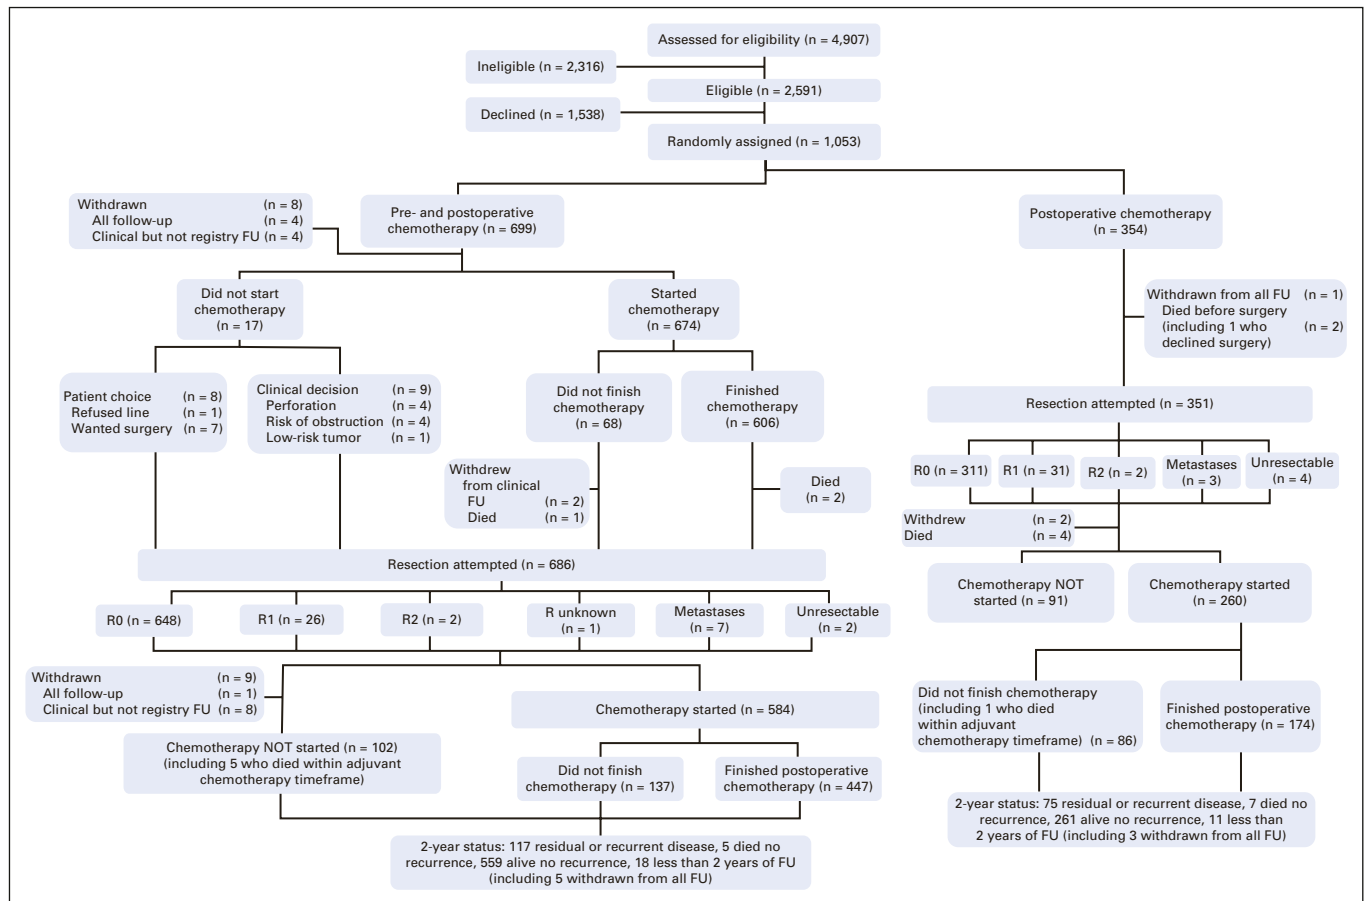 Assessed for eligibility (n = 4,907)
Ineligible (n = 2,316)
Eligible (n = 2,591)
Declined (n = 1,538)
Randomly assigned (n = 1,053)
Withdrawn (n = 8)
All follow-up (n = 4)
Clinical but not registry FU (n = 4)
Pre- and postoperative
chemotherapy (n = 699)
Did not start
chemotherapy
(n = 17)
Started
chemotherapy
(n = 674)
Patient choice (n = 8)
Refused line (n = 1)
Wanted surgery (n = 7)
Clinical decision (n = 9)
Perforation (n = 4)
Risk of obstruction (n = 4)
Low-risk tumor (n = 1)
Did not finish
chemotherapy
(n = 68)
Finished
chemotherapy
(n = 606)
Withdrew
from clinical
FU (n = 2)
Died (n = 1)
Died
(n = 2)
Resection attempted (n = 686)
R0 (n = 648)
R1 (n = 26)
R2 (n = 2)
R unknown
(n = 1)
Metastases
(n = 7)
Unresectable
(n = 2)
Withdrawn (n = 9)
All follow-up (n = 1)
Clinical but not registry FU (n = 8)
Chemotherapy NOT started (n = 102)
(including 5 who died within adjuvant
chemotherapy timeframe)
Chemotherapy started (n = 584)
Did not finish
chemotherapy (n = 137)
Finished postoperative
chemotherapy (n = 447)
2-year status: 117 residual or recurrent disease, 5 died no
recurrence, 559 alive no recurrence, 18 less than 2 years of FU
(including 5 withdrawn from all FU)
Postoperative chemotherapy
(n = 354)
Withdrawn from all FU (n = 1)
Died before surgery
(including 1 who (n = 2)
declined surgery)
Resection attempted (n = 351)
R0 (n = 311)
R1 (n = 31)
R2 (n = 2)
Metastases
(n = 3)
Unresectable
(n = 4)
Withdrew (n = 2)
Died (n = 4)
Chemotherapy NOT
started (n = 91)
Chemotherapy started
(n = 260)
Did not finish chemotherapy
(including 1 who died
within adjuvant
chemotherapy timeframe) (n = 86)
Finished postoperative
chemotherapy (n = 174)
2-year status: 75 residual or recurrent disease, 7 died no
recurrence, 261 alive no recurrence, 11 less than
2 years of FU (including 3 withdrawn from all FU)